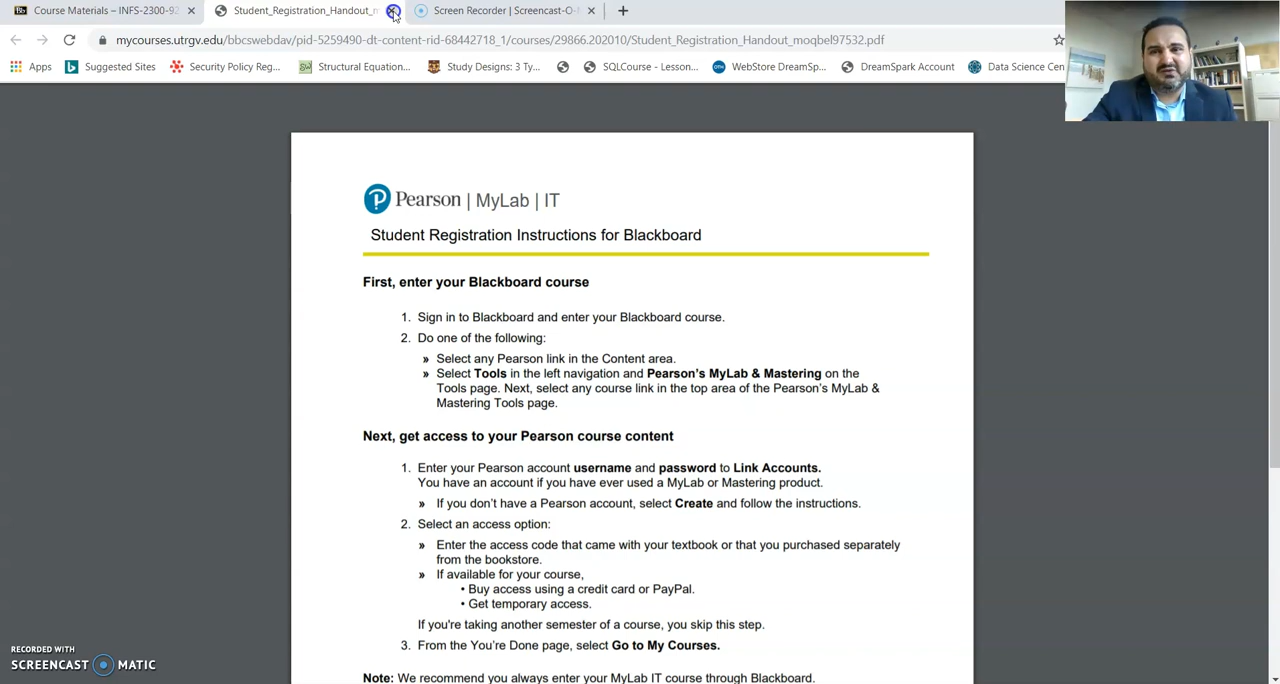 Bb Course Materials – INFS-2300-92
Student_Registration_Handout_m
Screen Recorder | Screencast-O-M
mycourses.utrgv.edu/bbcswebdav/pid-5259490-dt-content-rid-68442718_1/courses/29866.202010/Student_Registration_Handout_moqbel97532.pdf
Apps
Suggested Sites
Security Policy Reg...
Structural Equation...
Study Designs: 3 Ty...
SQLCourse - Lesson...
WebStore DreamSp...
DreamSpark Account
Data Science Cen
Pearson | MyLab | IT
Student Registration Instructions for Blackboard
First, enter your Blackboard course
1. Sign in to Blackboard and enter your Blackboard course.
2. Do one of the following:
» Select any Pearson link in the Content area.
» Select Tools in the left navigation and Pearson's MyLab & Mastering on the
Tools page. Next, select any course link in the top area of the Pearson's MyLab &
Mastering Tools page.
Next, get access to your Pearson course content
1. Enter your Pearson account username and password to Link Accounts.
You have an account if you have ever used a MyLab or Mastering product.
» If you don't have a Pearson account, select Create and follow the instructions.
2. Select an access option:
» Enter the access code that came with your textbook or that you purchased separately
from the bookstore.
» If available for your course,
• Buy access using a credit card or PayPal.
• Get temporary access.
If you're taking another semester of a course, you skip this step.
3. From the You're Done page, select Go to My Courses.
Note: We recommend you always enter your MyLab IT course through Blackboard.
RECORDED WITH
SCREENCAST MATIC